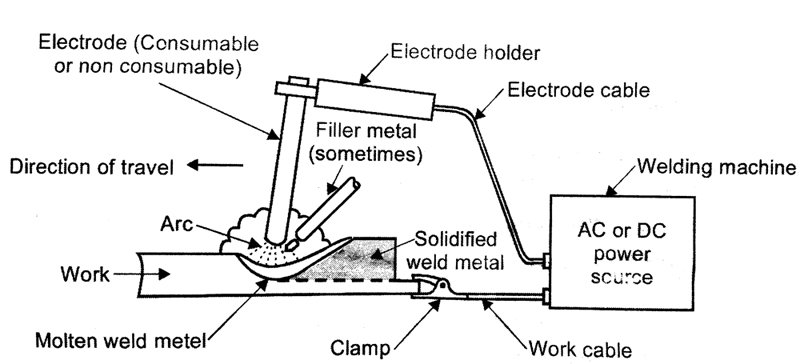 Electrode (Consumable
or non consumable)
Electrode holder
Electrode cable
Filler metal
(sometimes)
Direction of travel
Welding machine
Arc
AC or DC
power
source
Solidified
weld metal
Work
Molten weld metel
Clamp
Work cable